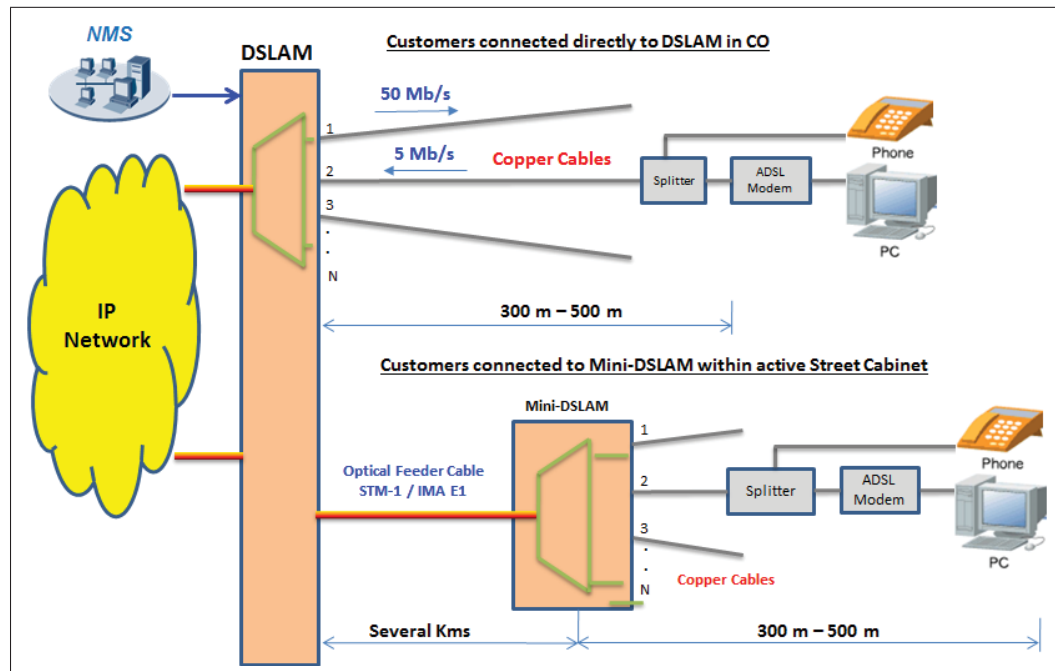 NMS
DSLAM
Customers connected directly to DSLAM in CO
50 Mb/s
5 Mb/s
Copper Cables
1
2
3
.
.
N
Splitter
ADSL
Modem
Phone
PC
IP
Network
300 m – 500 m
Customers connected to Mini-DSLAM within active Street Cabinet
Mini-DSLAM
Optical Feeder Cable
STM-1 / IMA E1
1
2
3
.
.
N
Splitter
ADSL
Modem
Phone
PC
Copper Cables
Several Kms
300 m – 500 m